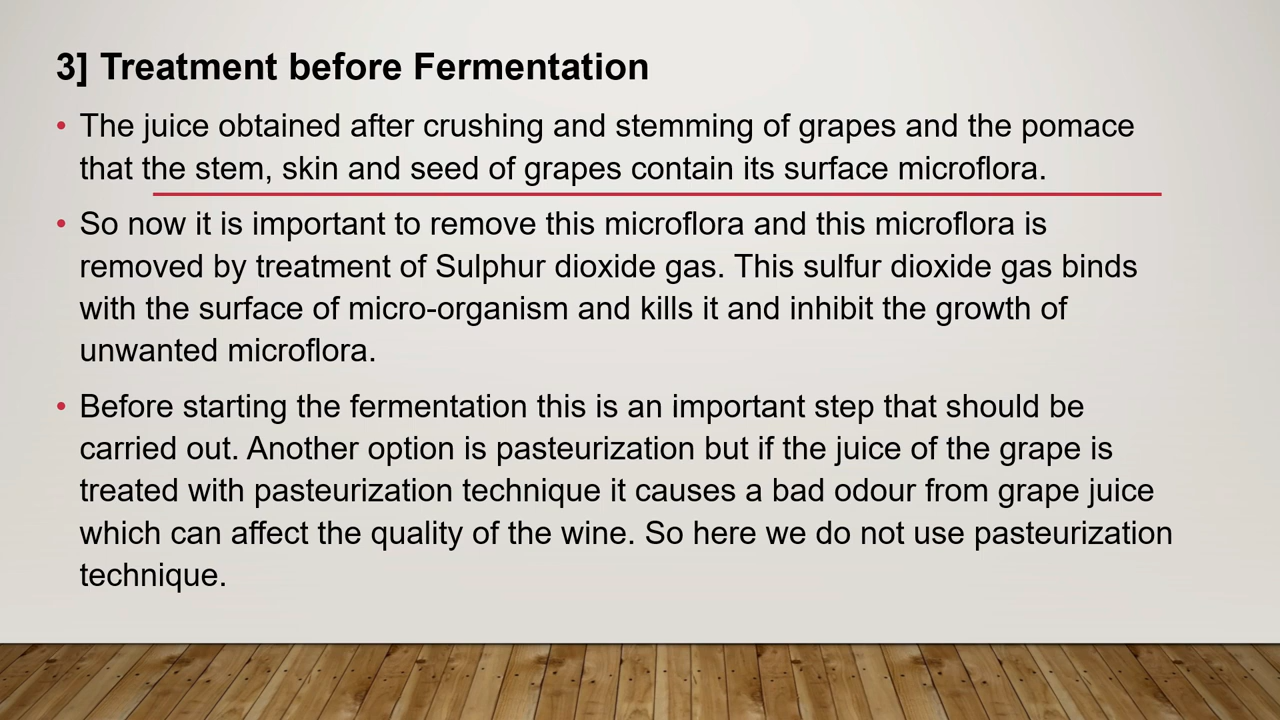 3] Treatment before Fermentation
• The juice obtained after crushing and stemming of grapes and the pomace
that the stem, skin and seed of grapes contain its surface microflora.
• So now it is important to remove this microflora and this microflora is
removed by treatment of Sulphur dioxide gas. This sulfur dioxide gas binds
with the surface of micro-organism and kills it and inhibit the growth of
unwanted microflora.
• Before starting the fermentation this is an important step that should be
carried out. Another option is pasteurization but if the juice of the grape is
treated with pasteurization technique it causes a bad odour from grape juice
which can affect the quality of the wine. So here we do not use pasteurization
technique.